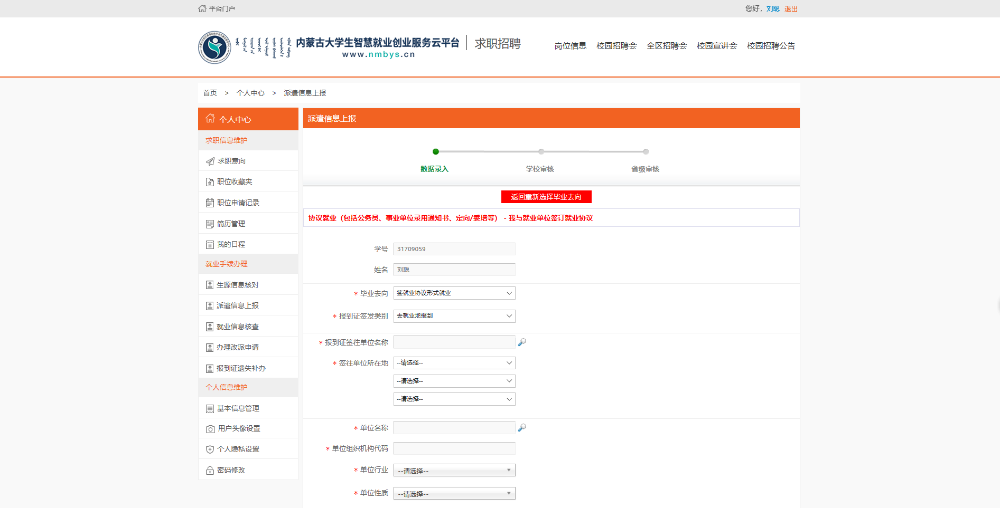 平台门户
您好，刘聪 退出
内蒙古大学生智慧就业创业服务云平台
www.nmbys.cn
求职招聘
岗位信息 校园招聘会 全区招聘会 校园宣讲会 校园招聘公告
首页 > 个人中心 > 派遣信息上报
个人中心
求职信息维护
求职意向
职位收藏夹
职位申请记录
简历管理
我的日程
就业手续办理
生源信息核对
派遣信息上报
就业信息核查
办理改派申请
报到证遗失补办
个人信息维护
基本信息管理
用户头像设置
个人隐私设置
密码修改
派遣信息上报
数据录入 学校审核 省级审核
返回重新选择毕业去向
协议就业（包括公务员、事业单位录用通知书、定向/委培等） - 我与就业单位签订就业协议
学号 31709059
姓名 刘聪
* 毕业去向 签就业协议形式就业
* 报到证签发类别 去就业地报到
* 报到证签往单位名称
* 签往单位所在地 --请选择--
--请选择--
--请选择--
* 单位名称
* 单位组织机构代码
* 单位行业 --请选择--
* 单位性质 --请选择--